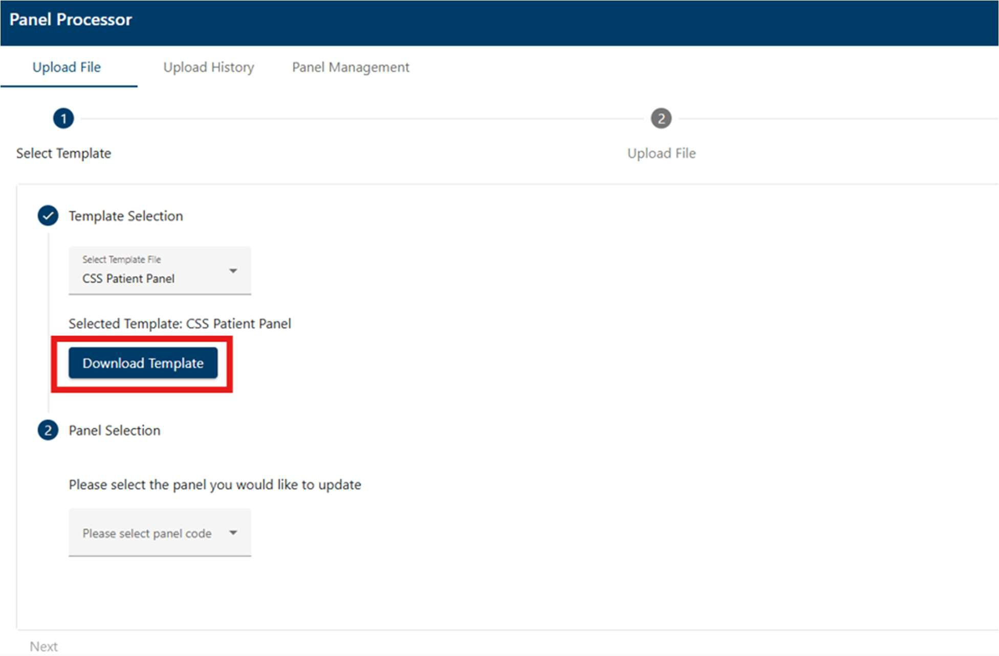 Panel Processor
Upload File
Upload History
Panel Management
1
2
Select Template
Upload File
Template Selection
Select Template File
CSS Patient Panel
Selected Template: CSS Patient Panel
Download Template
2
Panel Selection
Please select the panel you would like to update
Please select panel code
Next